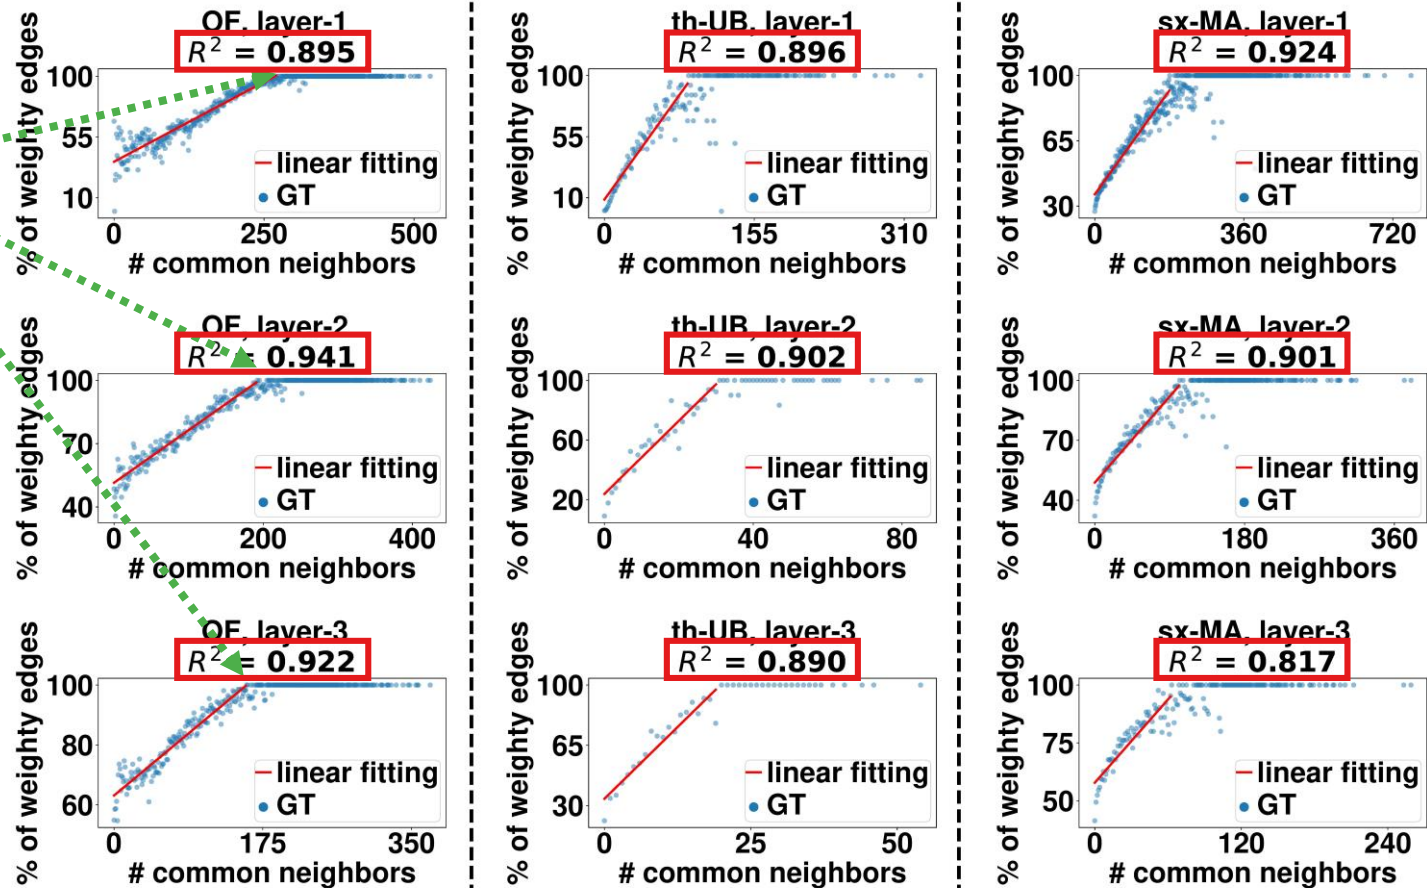 OF, layer-1
R² = 0.895
% of weighty edges
100
55
10
linear fitting
GT
0 250 500
# common neighbors
th-UB, layer-1
R² = 0.896
% of weighty edges
100
55
10
linear fitting
GT
0 155 310
# common neighbors
sx-MA, layer-1
R² = 0.924
% of weighty edges
100
65
30
linear fitting
GT
0 360 720
# common neighbors
OF, layer-2
R² = 0.941
% of weighty edges
100
70
40
linear fitting
GT
0 200 400
# common neighbors
th-UB, layer-2
R² = 0.902
% of weighty edges
100
60
20
linear fitting
GT
0 40 80
# common neighbors
sx-MA, layer-2
R² = 0.901
% of weighty edges
100
70
40
linear fitting
GT
0 180 360
# common neighbors
OF, layer-3
R² = 0.922
% of weighty edges
100
80
60
linear fitting
GT
0 175 350
# common neighbors
th-UB, layer-3
R² = 0.890
% of weighty edges
100
65
30
linear fitting
GT
0 25 50
# common neighbors
sx-MA, layer-3
R² = 0.817
% of weighty edges
100
75
50
linear fitting
GT
0 120 240
# common neighbors